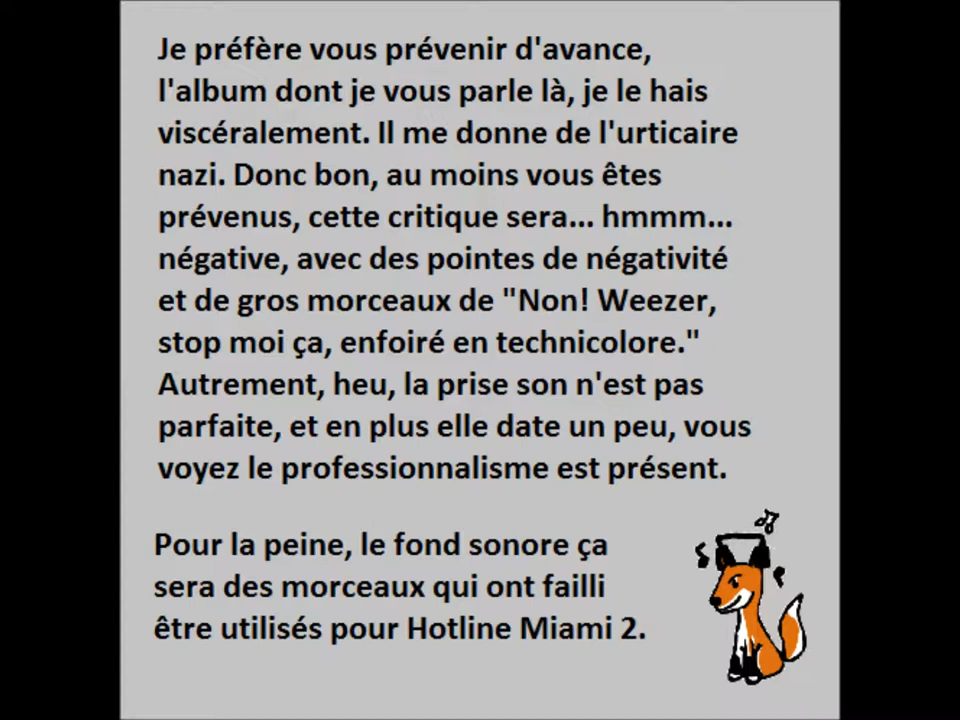 Je préfère vous prévenir d'avance,
l'album dont je vous parle là, je le hais
viscéralement. Il me donne de l'urticaire
nazi. Donc bon, au moins vous êtes
prévenus, cette critique sera... hmmm...
négative, avec des pointes de négativité
et de gros morceaux de "Non! Weezer,
stop moi ça, enfoiré en technicolore."
Autrement, heu, la prise son n'est pas
parfaite, et en plus elle date un peu, vous
voyez le professionnalisme est présent.
Pour la peine, le fond sonore ça
sera des morceaux qui ont failli
être utilisés pour Hotline Miami 2.